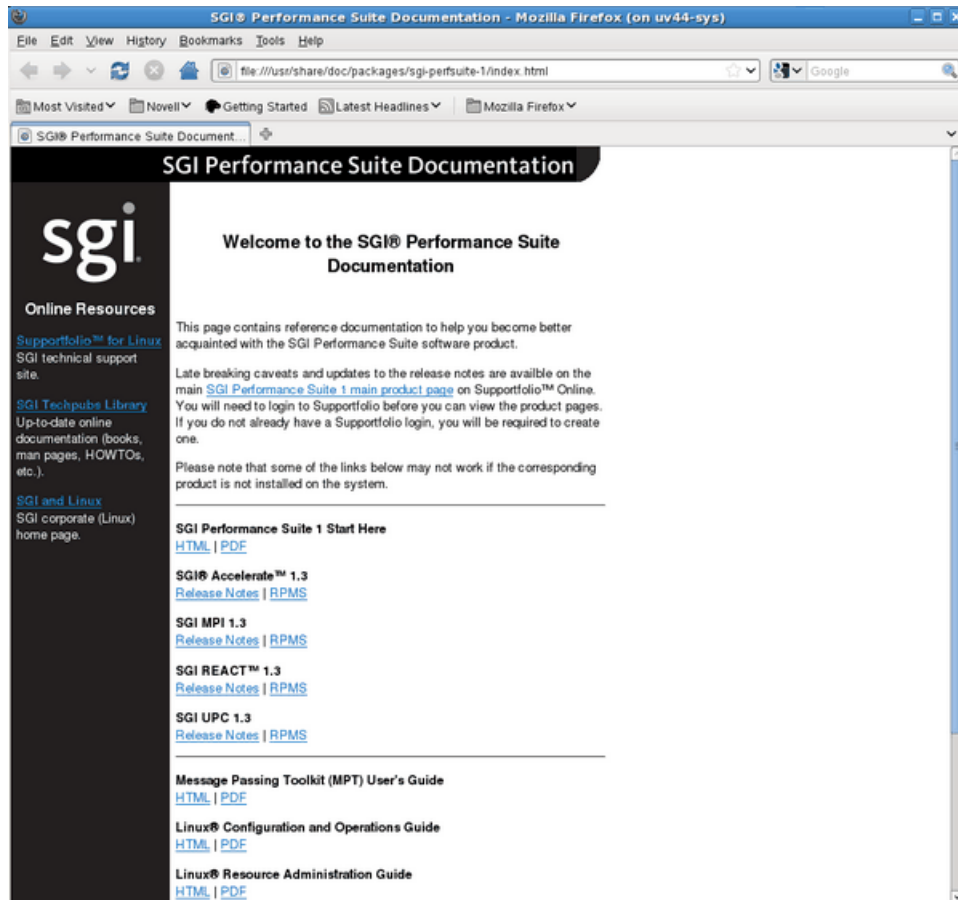 SGI® Performance Suite Documentation - Mozilla Firefox (on uv44-sys)
File Edit View History Bookmarks Tools Help
file:///usr/share/doc/packages/sgi-perfsuite-1/index.html
Google
Most Visited Novell Getting Started Latest Headlines Mozilla Firefox
SGI® Performance Suite Document...
SGI Performance Suite Documentation
sgi
Online Resources
Supportfolio™ for Linux
SGI technical support
site.
SGI Techpubs Library
Up-to-date online
documentation (books,
man pages, HOWTOs,
etc.).
SGI and Linux
SGI corporate (Linux)
home page.
Welcome to the SGI® Performance Suite
Documentation
This page contains reference documentation to help you become better
acquainted with the SGI Performance Suite software product.
Late breaking caveats and updates to the release notes are availble on the
main SGI Performance Suite 1 main product page on Supportfolio™ Online.
You will need to login to Supportfolio before you can view the product pages.
If you do not already have a Supportfolio login, you will be required to create
one.
Please note that some of the links below may not work if the corresponding
product is not installed on the system.
SGI Performance Suite 1 Start Here
HTML | PDF
SGI® Accelerate™ 1.3
Release Notes | RPMS
SGI MPI 1.3
Release Notes | RPMS
SGI REACT™ 1.3
Release Notes | RPMS
SGI UPC 1.3
Release Notes | RPMS
Message Passing Toolkit (MPT) User's Guide
HTML | PDF
Linux® Configuration and Operations Guide
HTML | PDF
Linux® Resource Administration Guide
HTML | PDF